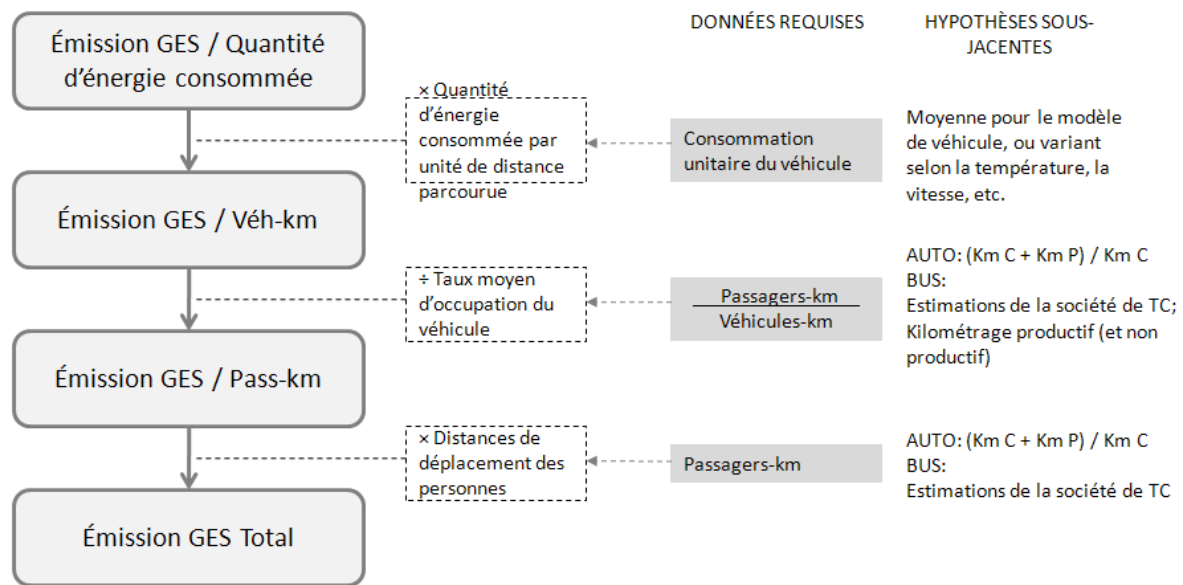 DONNÉES REQUISES
HYPOTHÈSES SOUS-
JACENTES
Émission GES / Quantité
d'énergie consommée
× Quantité
d'énergie
consommée par
unité de distance
parcourue
Consommation
unitaire du véhicule
Moyenne pour le modèle
de véhicule, ou variant
selon la température, la
vitesse, etc.
Émission GES / Véh-km
÷ Taux moyen
d'occupation du
véhicule
Passagers-km
Véhicules-km
AUTO: (Km C + Km P) / Km C
BUS:
Estimations de la société de TC;
Kilométrage productif (et non
productif)
Émission GES / Pass-km
× Distances de
déplacement des
personnes
Passagers-km
AUTO: (Km C + Km P) / Km C
BUS:
Estimations de la société de TC
Émission GES Total